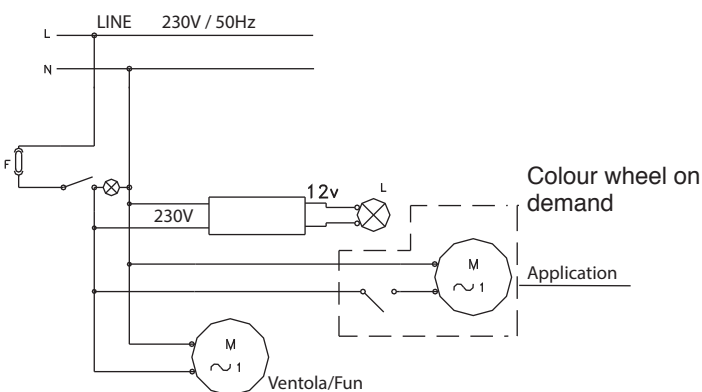 LINE 230V / 50Hz
L
N
F
12v
L
230V
Colour wheel on
demand
M
1
Application
M
1
Ventola/Fun